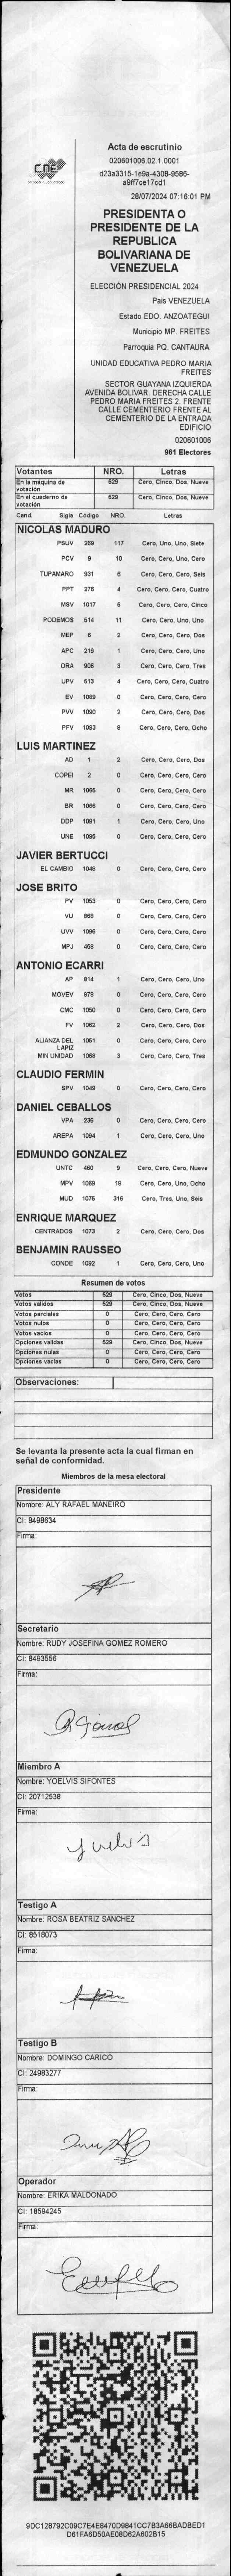 CNE
Acta de escrutinio
020601006.02.1.0001
d23a3315-1e9a-4308-9586-
a9ff7ce17cd1
28/07/2024 07:16:01 PM
PRESIDENTA O
PRESIDENTE DE LA
REPUBLICA
BOLIVARIANA DE
VENEZUELA
ELECCIÓN PRESIDENCIAL 2024
Pais VENEZUELA
Estado EDO. ANZOATEGUI
Municipio MP. FREITES
Parroquia PQ. CANTAURA
UNIDAD EDUCATIVA PEDRO MARIA
FREITES
SECTOR GUAYANA IZQUIERDA
AVENIDA BOLIVAR. DERECHA CALLE
PEDRO MARIA FREITES 2. FRENTE
CALLE CEMENTERIO FRENTE AL
CEMENTERIO DE LA ENTRADA
EDIFICIO
020601006
961 Electores
Votantes NRO. Letras
En la máquina de votación 529 Cero, Cinco, Dos, Nueve
En el cuaderno de votación 529 Cero, Cinco, Dos, Nueve
Cand. Sigla Código NRO. Letras
NICOLAS MADURO
PSUV 269 117 Cero, Uno, Uno, Siete
PCV 9 10 Cero, Cero, Uno, Cero
TUPAMARO 931 6 Cero, Cero, Cero, Seis
PPT 276 4 Cero, Cero, Cero, Cuatro
MSV 1017 5 Cero, Cero, Cero, Cinco
PODEMOS 514 11 Cero, Cero, Uno, Uno
MEP 6 2 Cero, Cero, Cero, Dos
APC 219 1 Cero, Cero, Cero, Uno
ORA 906 3 Cero, Cero, Cero, Tres
UPV 613 4 Cero, Cero, Cero, Cuatro
EV 1089 0 Cero, Cero, Cero, Cero
PVV 1090 2 Cero, Cero, Cero, Dos
PFV 1093 8 Cero, Cero, Cero, Ocho
LUIS MARTINEZ
AD 1 2 Cero, Cero, Cero, Dos
COPEI 2 0 Cero, Cero, Cero, Cero
MR 1065 0 Cero, Cero, Cero, Cero
BR 1066 0 Cero, Cero, Cero, Cero
DDP 1091 1 Cero, Cero, Cero, Uno
UNE 1095 0 Cero, Cero, Cero, Cero
JAVIER BERTUCCI
EL CAMBIO 1048 0 Cero, Cero, Cero, Cero
JOSE BRITO
PV 1053 0 Cero, Cero, Cero, Cero
VU 868 0 Cero, Cero, Cero, Cero
UVV 1096 0 Cero, Cero, Cero, Cero
MPJ 458 0 Cero, Cero, Cero, Cero
ANTONIO ECARRI
AP 814 1 Cero, Cero, Cero, Uno
MOVEV 878 0 Cero, Cero, Cero, Cero
CMC 1050 0 Cero, Cero, Cero, Cero
FV 1062 2 Cero, Cero, Cero, Dos
ALIANZA DEL LAPIZ 1051 0 Cero, Cero, Cero, Cero
MIN UNIDAD 1068 3 Cero, Cero, Cero, Tres
CLAUDIO FERMIN
SPV 1049 0 Cero, Cero, Cero, Cero
DANIEL CEBALLOS
VPA 236 0 Cero, Cero, Cero, Cero
AREPA 1094 1 Cero, Cero, Cero, Uno
EDMUNDO GONZALEZ
UNTC 460 9 Cero, Cero, Cero, Nueve
MPV 1069 18 Cero, Cero, Uno, Ocho
MUD 1075 316 Cero, Tres, Uno, Seis
ENRIQUE MARQUEZ
CENTRADOS 1073 2 Cero, Cero, Cero, Dos
BENJAMIN RAUSSEO
CONDE 1092 1 Cero, Cero, Cero, Uno
Resumen de votos
Votos 529 Cero, Cinco, Dos, Nueve
Votos validos 529 Cero, Cinco, Dos, Nueve
Votos parciales 0 Cero, Cero, Cero, Cero
Votos nulos 0 Cero, Cero, Cero, Cero
Votos vacíos 0 Cero, Cero, Cero, Cero
Opciones validas 529 Cero, Cinco, Dos, Nueve
Opciones nulas 0 Cero, Cero, Cero, Cero
Opciones vacias 0 Cero, Cero, Cero, Cero
Observaciones:
Se levanta la presente acta la cual firman en
señal de conformidad.
Miembros de la mesa electoral
Presidente
Nombre: ALY RAFAEL MANEIRO
CI: 8498634
Firma:
Secretario
Nombre: RUDY JOSEFINA GOMEZ ROMERO
CI: 8493556
Firma:
Miembro A
Nombre: YOELVIS SIFONTES
CI: 20712538
Firma:
Testigo A
Nombre: ROSA BEATRIZ SANCHEZ
CI: 8518073
Firma:
Testigo B
Nombre: DOMINGO CARICO
CI: 24983277
Firma:
Operador
Nombre: ERIKA MALDONADO
CI: 18594245
Firma:
9DC128792C09C7E4E8470D9841CC7B3A66BADBED1
D61FA6D50AE08D62A602B15